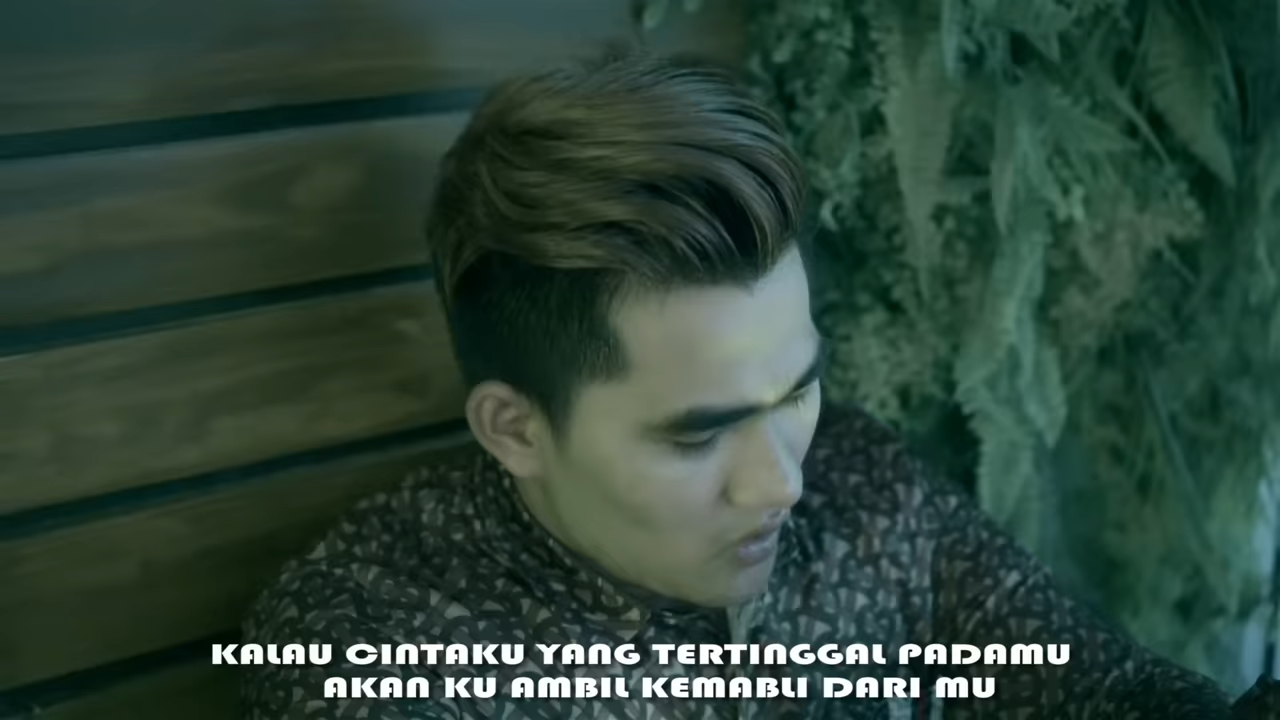 KALAU CINTAKU YANG TERTINGGAL PADAMU
AKAN KU AMBIL KEMABLI DARI MU